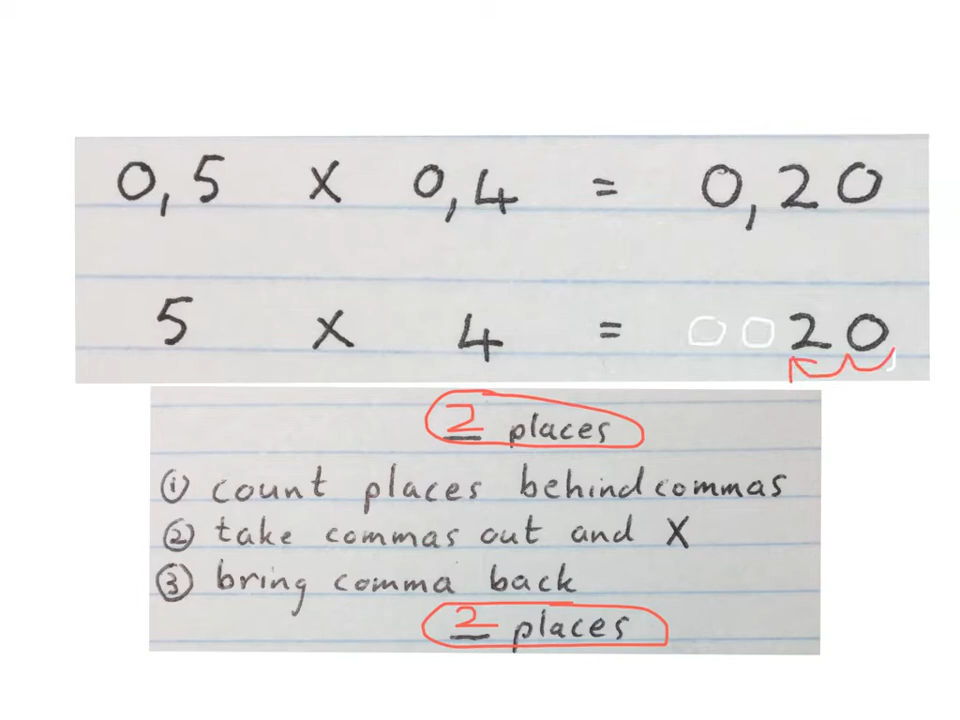 0,5 x 0,4 = 0,20
5 x 4 = 0020,
2 places
① count places behind commas
② take commas out and X
③ bring comma back
2 places